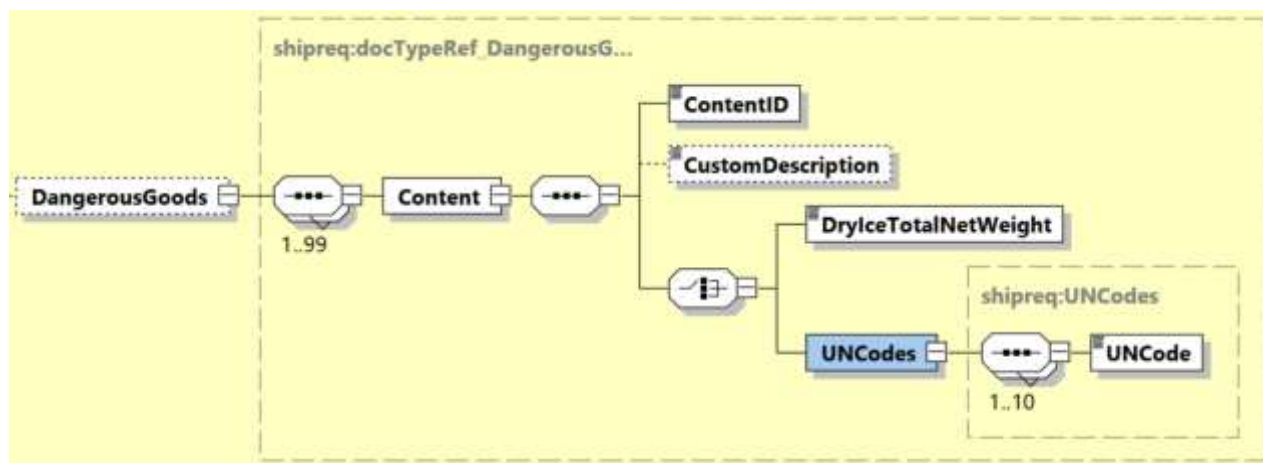 shipreq:docTypeRef_DangerousG...
ContentID
CustomDescription
DangerousGoods
Content
1..99
DryIceTotalNetWeight
shipreq:UNCodes
UNCodes
UNCode
1..10